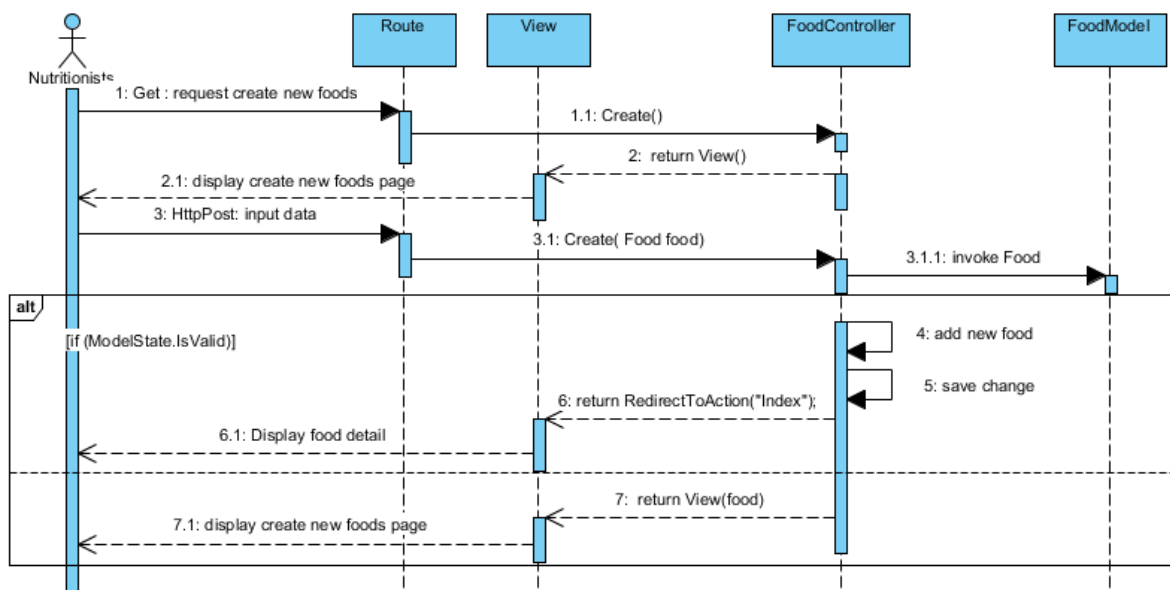 Route
View
FoodController
FoodModel
Nutritionists
1: Get : request create new foods
1.1: Create()
2:  return View()
2.1: display create new foods page
3: HttpPost: input data
3.1: Create( Food food)
3.1.1: invoke Food
alt
[if (ModelState.IsValid)]
4: add new food
5: save change
6: return RedirectToAction("Index");
6.1: Display food detail
7:  return View(food)
7.1: display create new foods page